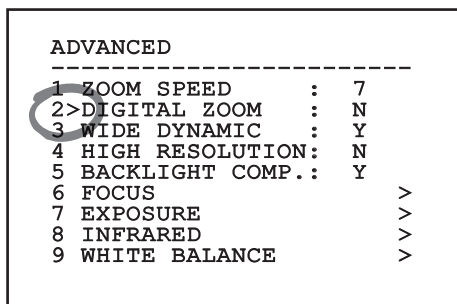 ADVANCED
-------------------------
1 ZOOM SPEED : 7
2>DIGITAL ZOOM : N
3 WIDE DYNAMIC : Y
4 HIGH RESOLUTION: N
5 BACKLIGHT COMP.: Y
6 FOCUS >
7 EXPOSURE >
8 INFRARED >
9 WHITE BALANCE >